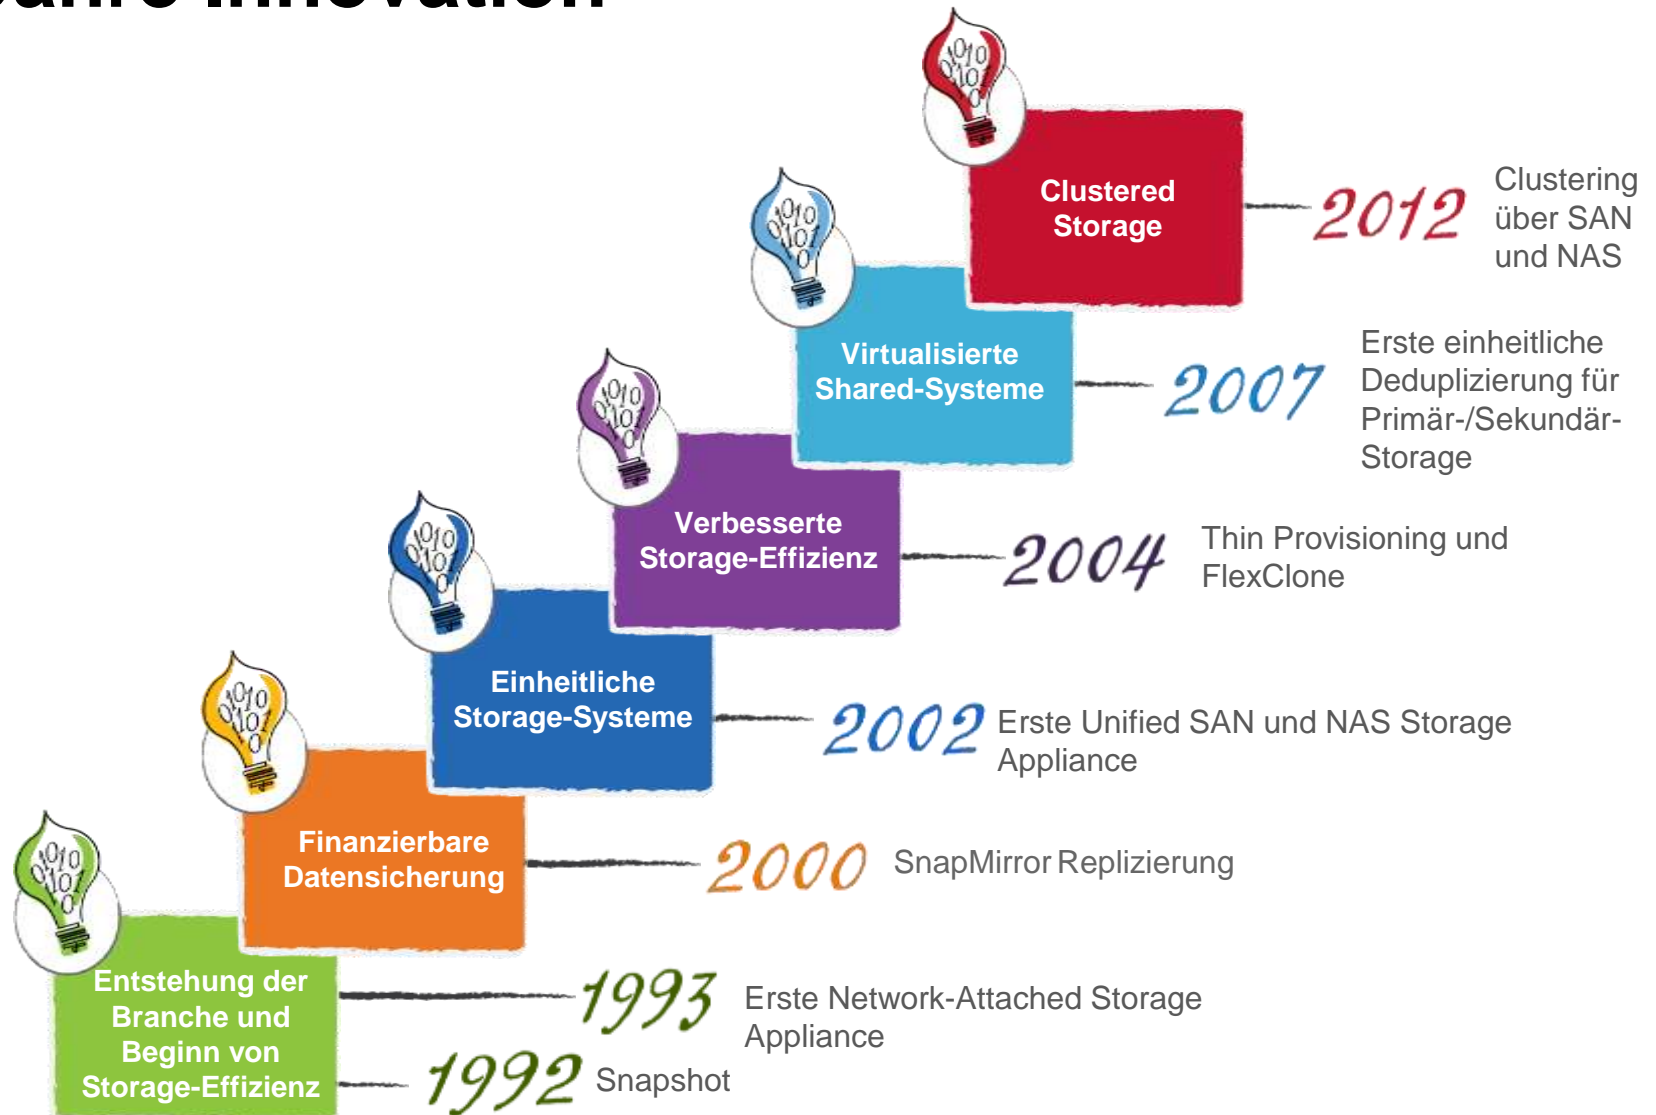 Jahre Innovation
Clustered
Storage
2012
Clustering
über SAN
und NAS
Virtualisierte
Shared-Systeme
2007
Erste einheitliche
Deduplizierung für
Primär-/Sekundär-
Storage
Verbesserte
Storage-Effizienz
2004
Thin Provisioning und
FlexClone
Einheitliche
Storage-Systeme
2002
Erste Unified SAN und NAS Storage
Appliance
Finanzierbare
Datensicherung
2000
SnapMirror Replizierung
Entstehung der
Branche und
Beginn von
Storage-Effizienz
1993
Erste Network-Attached Storage
Appliance
1992
Snapshot